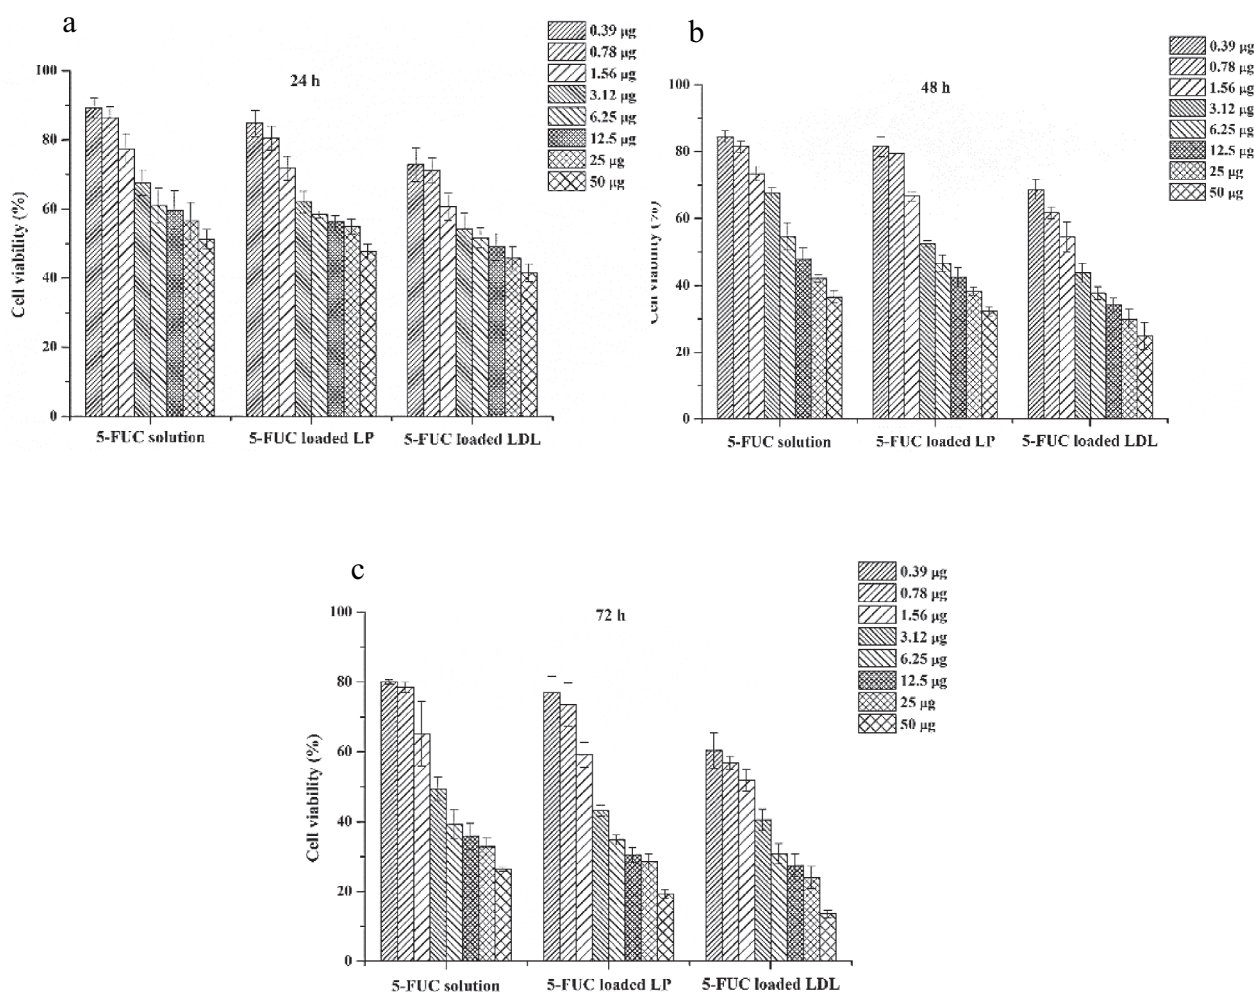 a
0.39 µg
0.78 µg
1.56 µg
3.12 µg
6.25 µg
12.5 µg
25 µg
50 µg
24 h
100
80
60
40
20
0
Cell viability (%)
5-FUC solution
5-FUC loaded LP
5-FUC loaded LDL
b
0.39 µg
0.78 µg
1.56 µg
3.12 µg
6.25 µg
12.5 µg
25 µg
50 µg
48 h
100
80
60
40
20
0
Cell viability (%)
5-FUC solution
5-FUC loaded LP
5-FUC loaded LDL
c
0.39 µg
0.78 µg
1.56 µg
3.12 µg
6.25 µg
12.5 µg
25 µg
50 µg
72 h
100
80
60
40
20
0
Cell viability (%)
5-FUC solution
5-FUC loaded LP
5-FUC loaded LDL